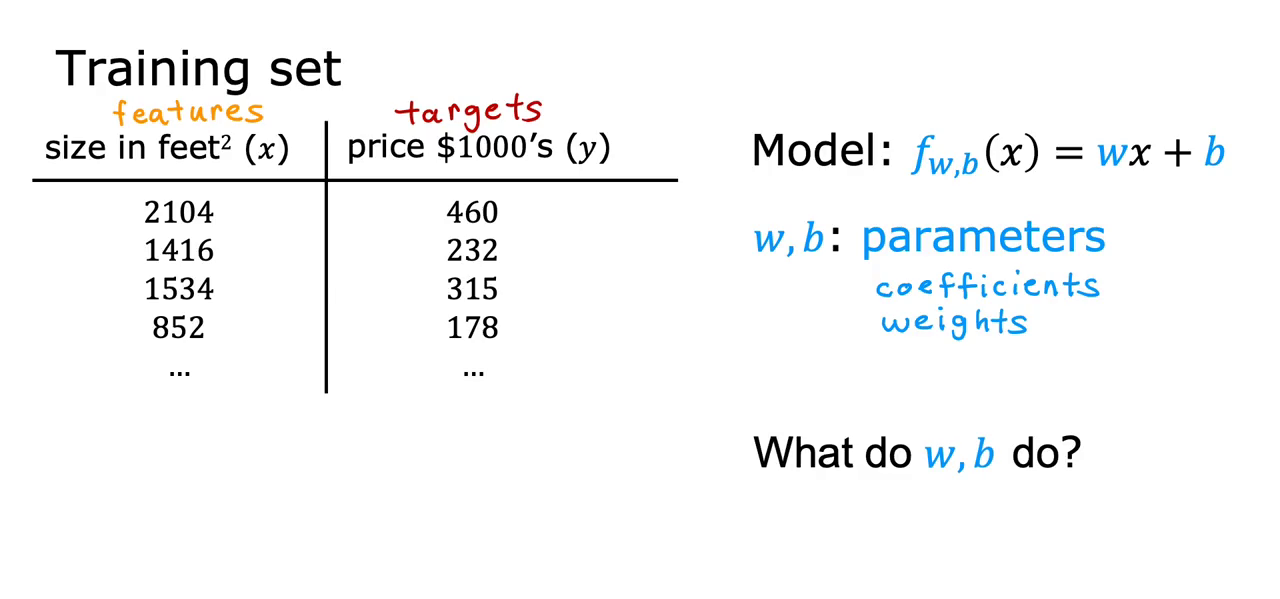 Training set
features targets
size in feet² (x) price $1000's (y)
2104 460
1416 232
1534 315
852 178
... ...
Model: f_{w,b}(x) = wx + b
w, b: parameters
coefficients
weights
What do w, b do?